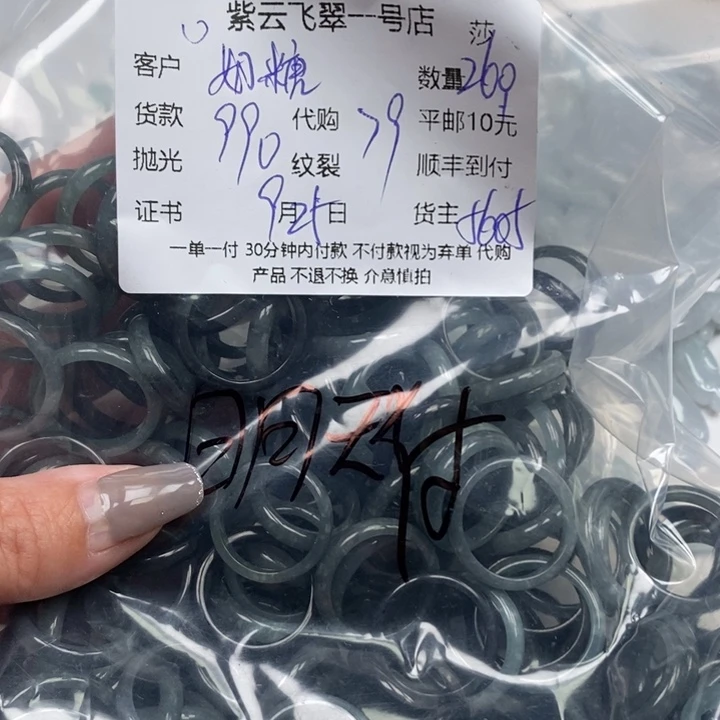 紫云飞翠一号店 莎
客户 奶糖 数量 260
货款 990 代购 79 平邮10元
抛光 纹裂 顺丰到付
证书 9月25日 货主 5605
一单一付 30分钟内付款 不付款视为弃单 代购
产品 不退不换 介意慎拍